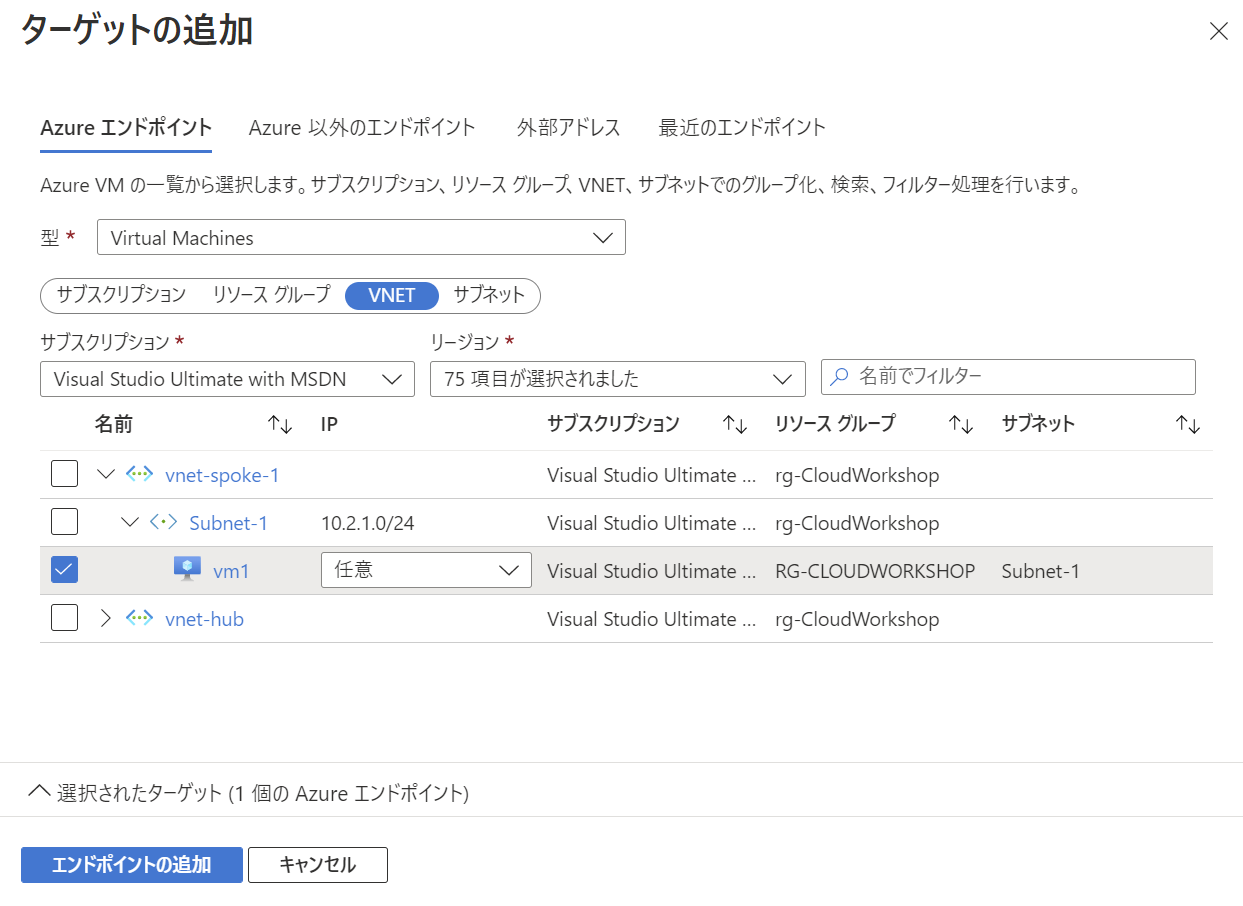 ターゲットの追加
Azure エンドポイント Azure 以外のエンドポイント 外部アドレス 最近のエンドポイント
Azure VM の一覧から選択します。サブスクリプション、リソース グループ、VNET、サブネットでのグループ化、検索、フィルター処理を行います。
型 * Virtual Machines
サブスクリプション リソース グループ VNET サブネット
サブスクリプション * リージョン *
Visual Studio Ultimate with MSDN 75 項目が選択されました 名前でフィルター
名前 IP サブスクリプション リソース グループ サブネット
vnet-spoke-1 Visual Studio Ultimate ... rg-CloudWorkshop
Subnet-1 10.2.1.0/24 Visual Studio Ultimate ... rg-CloudWorkshop
vm1 任意 Visual Studio Ultimate ... RG-CLOUDWORKSHOP Subnet-1
vnet-hub Visual Studio Ultimate ... rg-CloudWorkshop
選択されたターゲット (1 個の Azure エンドポイント)
エンドポイントの追加 キャンセル